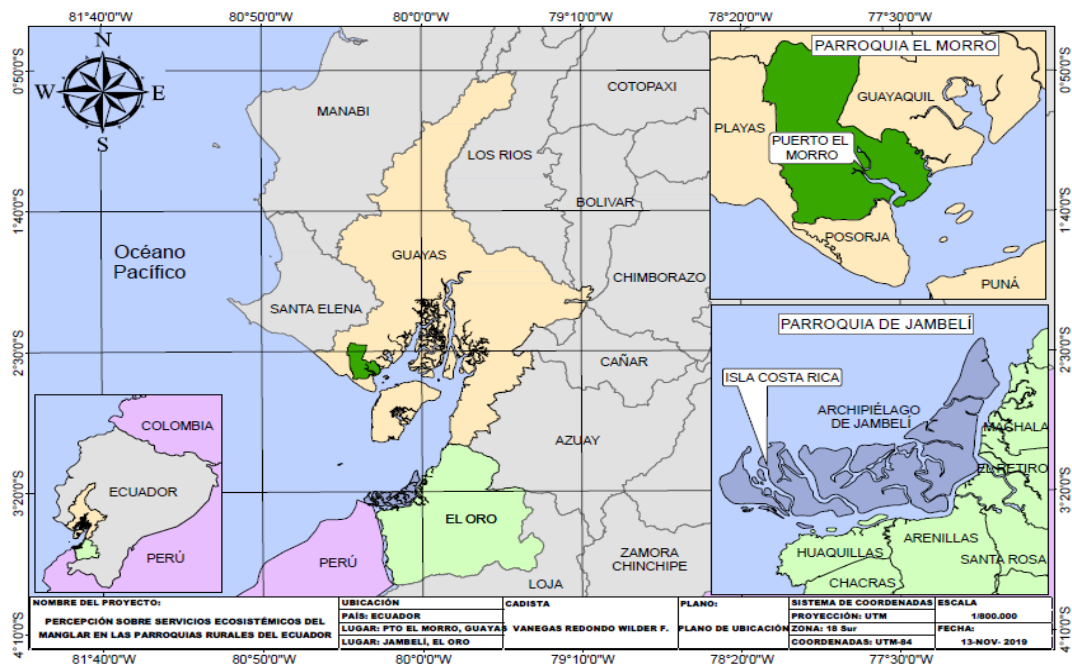 81°40'0"W 80°50'0"W 80°0'0"W 79°10'0"W 78°20'0"W 77°30'0"W
0°50'0"S
1°40'0"S
2°30'0"S
3°20'0"S
4°10'0"S
N
W E
S
MANABI
COTOPAXI
LOS RIOS
BOLIVAR
Océano
Pacífico
GUAYAS
CHIMBORAZO
SANTA ELENA
CAÑAR
AZUAY
EL ORO
PERÚ
LOJA
ZAMORA
CHINCHIPE
COLOMBIA
ECUADOR
PERÚ
PARROQUIA EL MORRO
GUAYAQUIL
PLAYAS
PUERTO EL
MORRO
POSORJA
PUNÁ
PARROQUIA DE JAMBELÍ
ISLA COSTA RICA
ARCHIPIÉLAGO
DE JAMBELÍ
MACHALA
EL RETIRO
ARENILLAS
HUAQUILLAS
SANTA ROSA
CHACRAS
0°50'0"S
1°40'0"S
2°30'0"S
3°20'0"S
4°10'0"S
NOMBRE DEL PROYECTO:
PERCEPCIÓN SOBRE SERVICIOS ECOSISTÉMICOS DEL
MANGLAR EN LAS PARROQUIAS RURALES DEL ECUADOR
UBICACIÓN
PAÍS: ECUADOR
LUGAR: PTO EL MORRO, GUAYAS
LUGAR: JAMBELÍ, EL ORO
CADISTA
VANEGAS REDONDO WILDER F.
PLANO:
PLANO DE UBICACIÓN
SISTEMA DE COORDENADAS
PROYECCIÓN: UTM
ZONA: 18 Sur
COORDENADAS: UTM-84
ESCALA
1/800.000
FECHA:
13-NOV- 2019
81°40'0"W 80°50'0"W 80°0'0"W 79°10'0"W 78°20'0"W 77°30'0"W